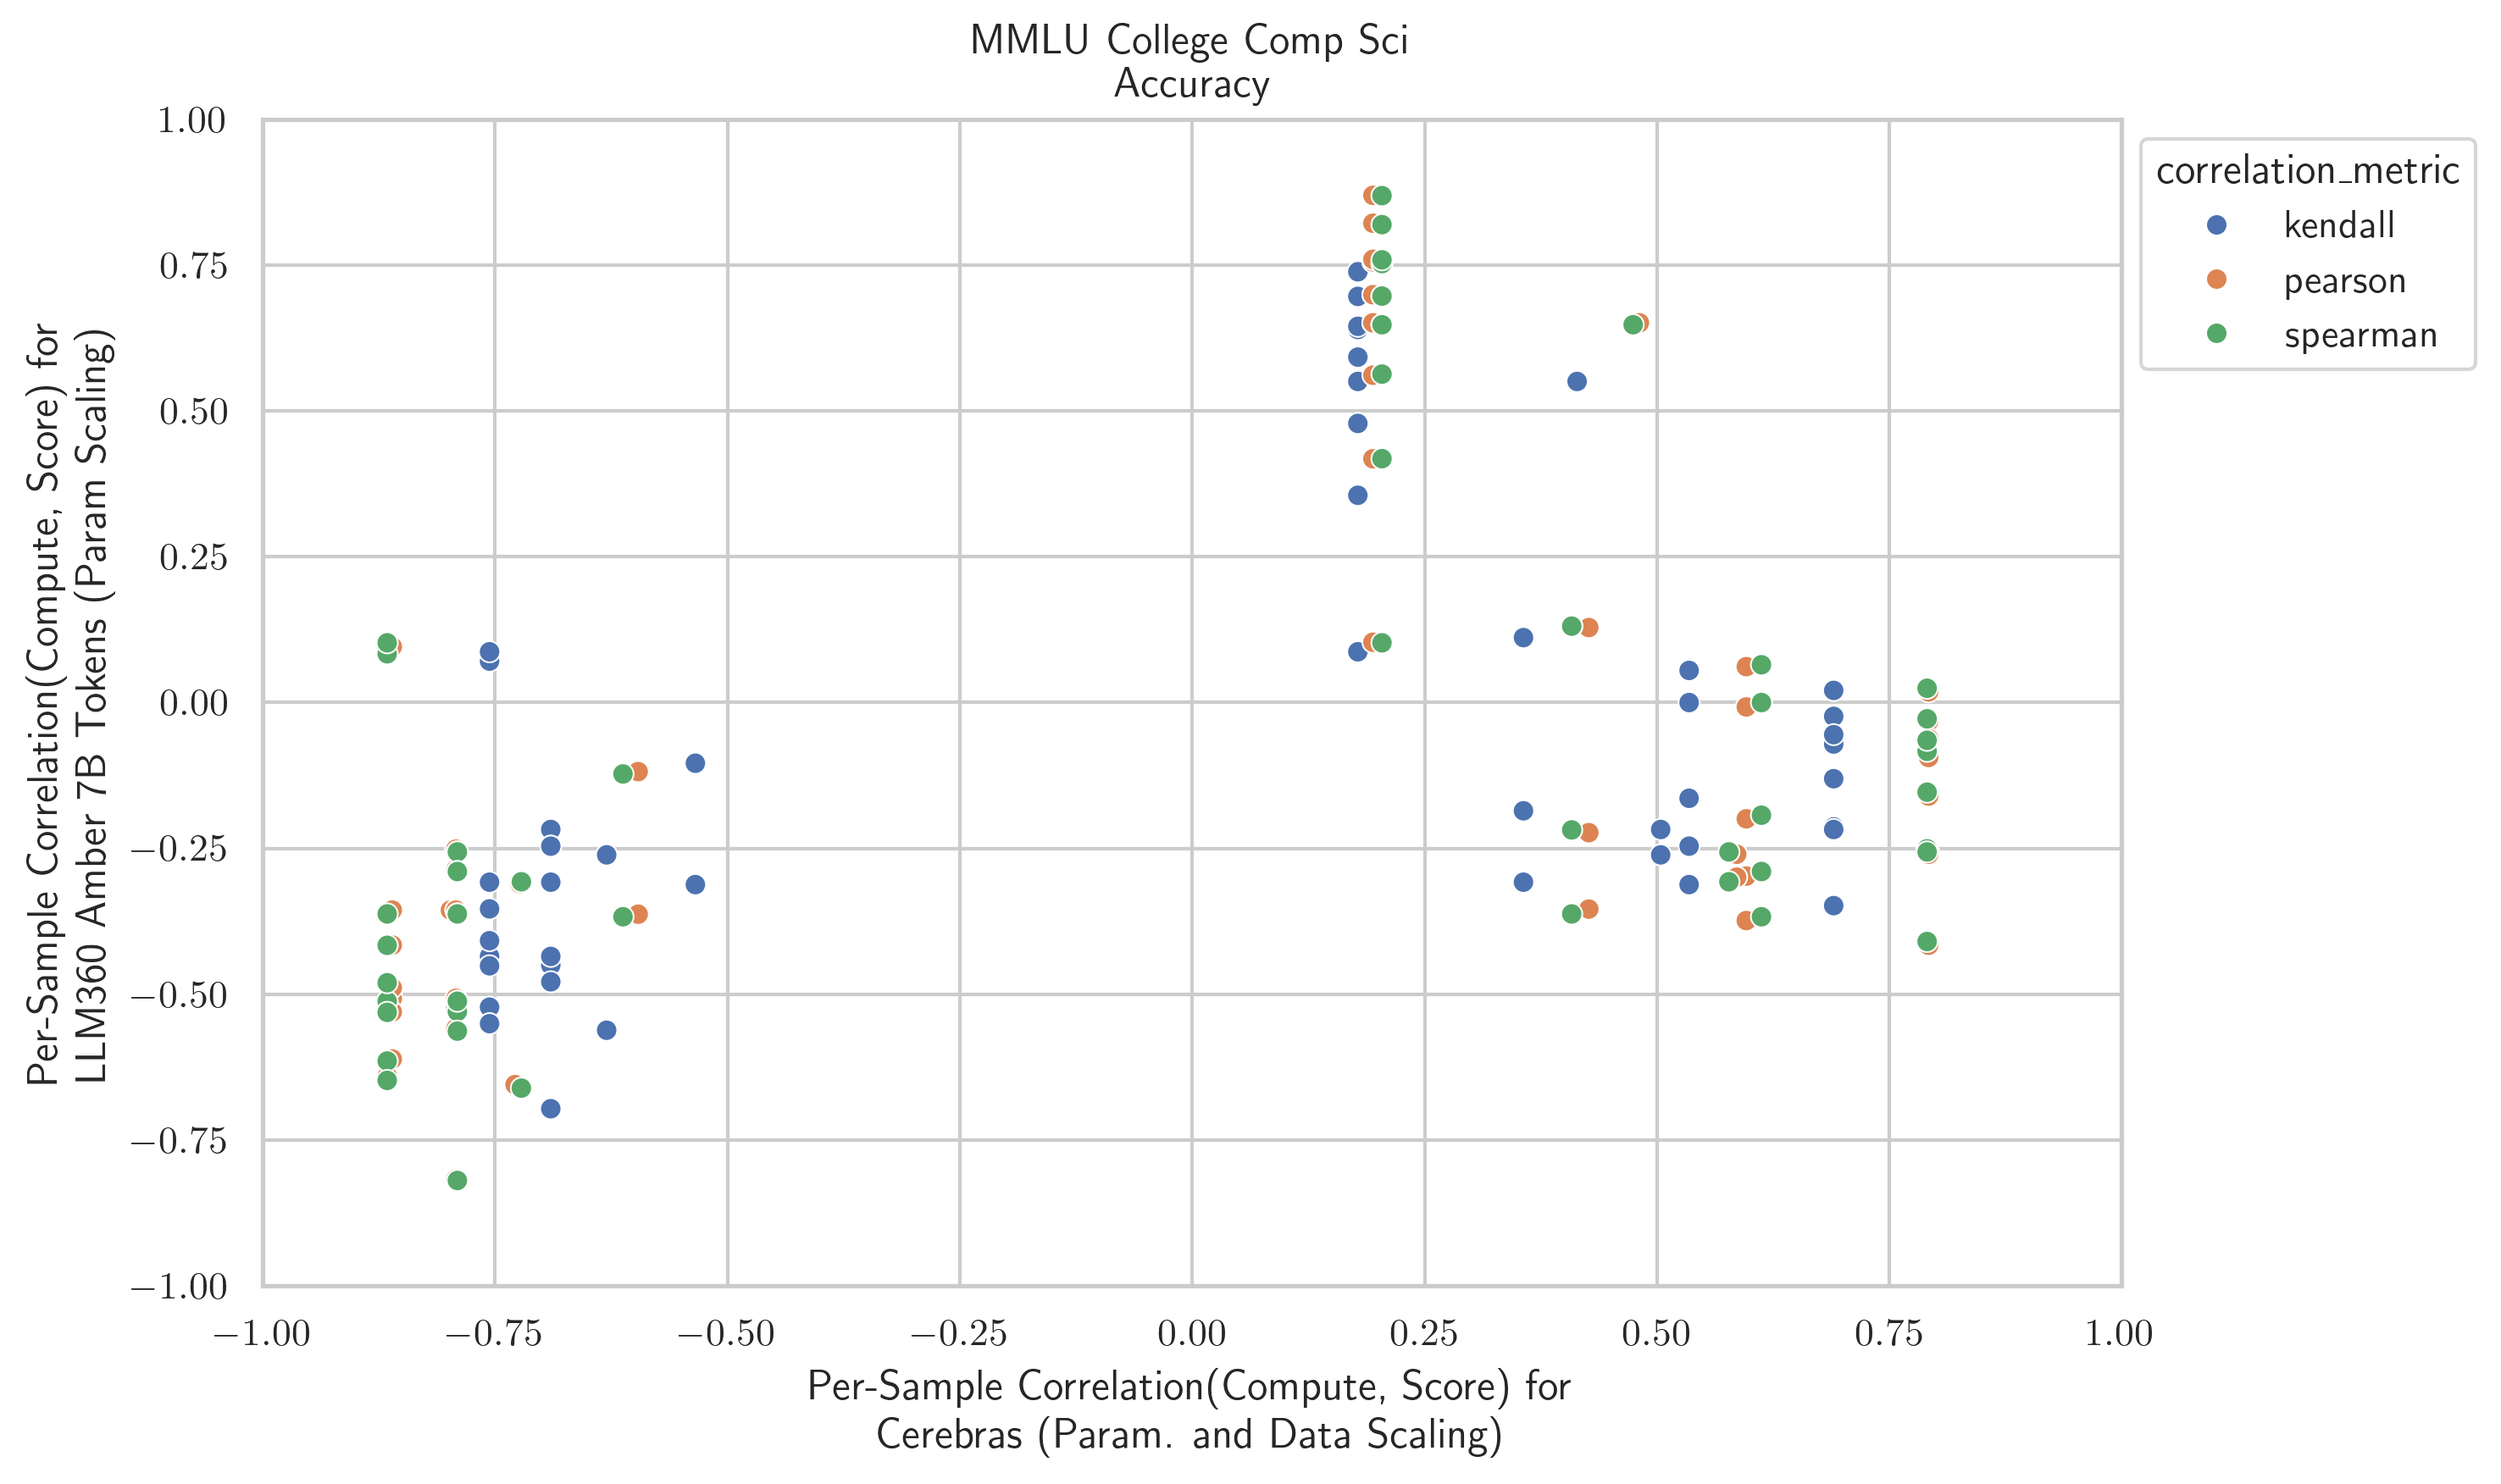 MMLU College Comp Sci
Accuracy
Per-Sample Correlation(Compute, Score) for
LLM360 Amber 7B Tokens (Param Scaling)
1.00
0.75
0.50
0.25
0.00
−0.25
−0.50
−0.75
−1.00
correlation_metric
kendall
pearson
spearman
−1.00 −0.75 −0.50 −0.25 0.00 0.25 0.50 0.75 1.00
Per-Sample Correlation(Compute, Score) for
Cerebras (Param. and Data Scaling)